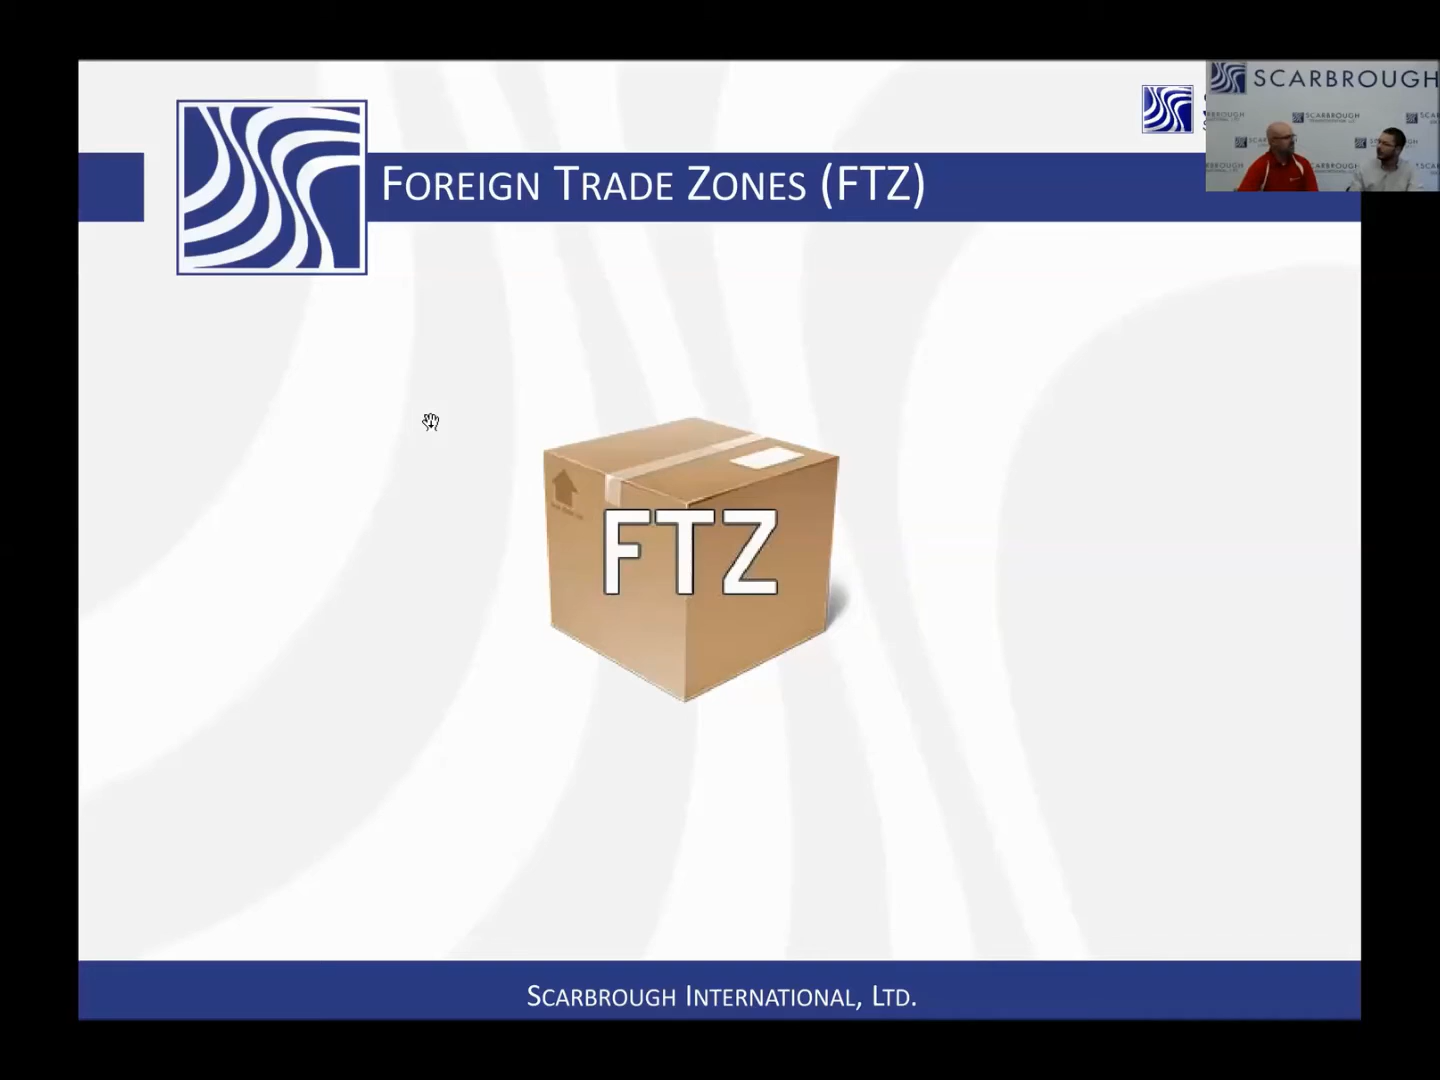 SCARBROUGH
FOREIGN TRADE ZONES (FTZ)
FTZ
SCARBROUGH INTERNATIONAL, LTD.